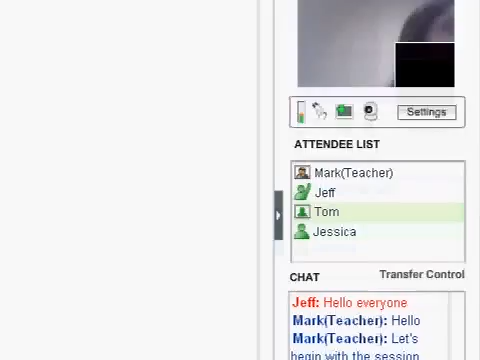 Settings
ATTENDEE LIST
Mark(Teacher)
Jeff
Tom
Jessica
CHAT
Transfer Control
Jeff: Hello everyone
Mark(Teacher): Hello
Mark(Teacher): Let's
begin with the session